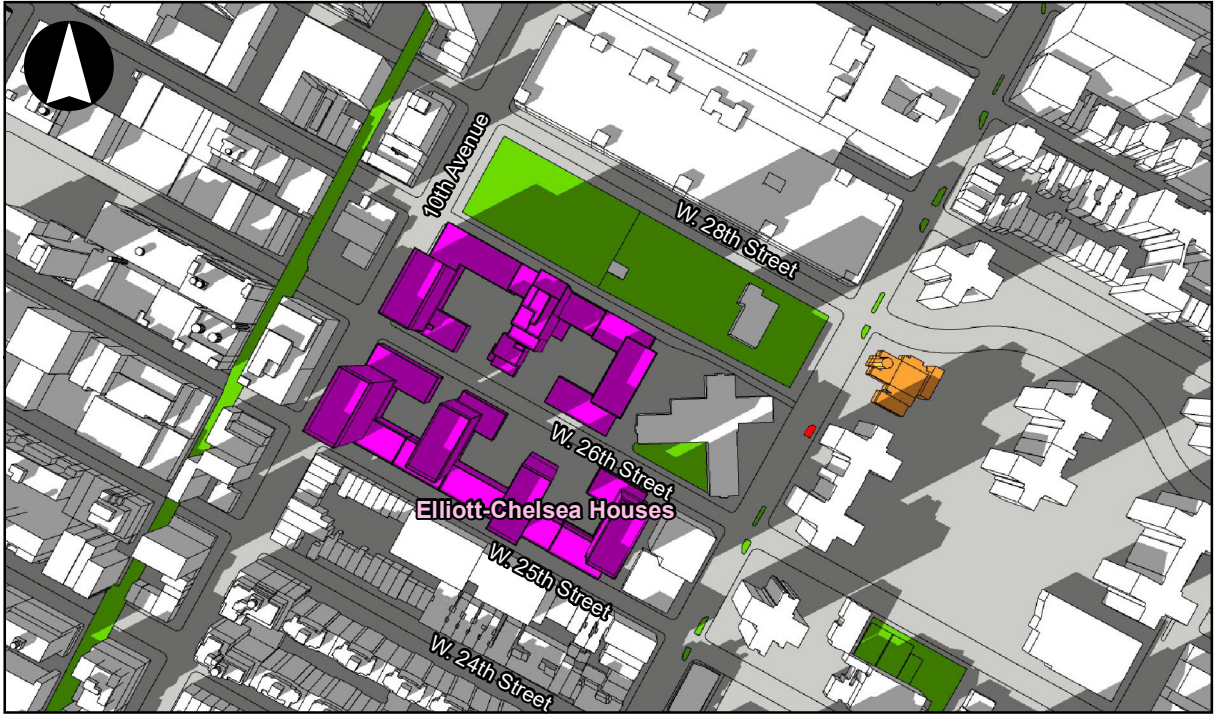 10th Avenue
W. 28th Street
W. 26th Street
Elliott-Chelsea Houses
W. 25th Street
W. 24th Street